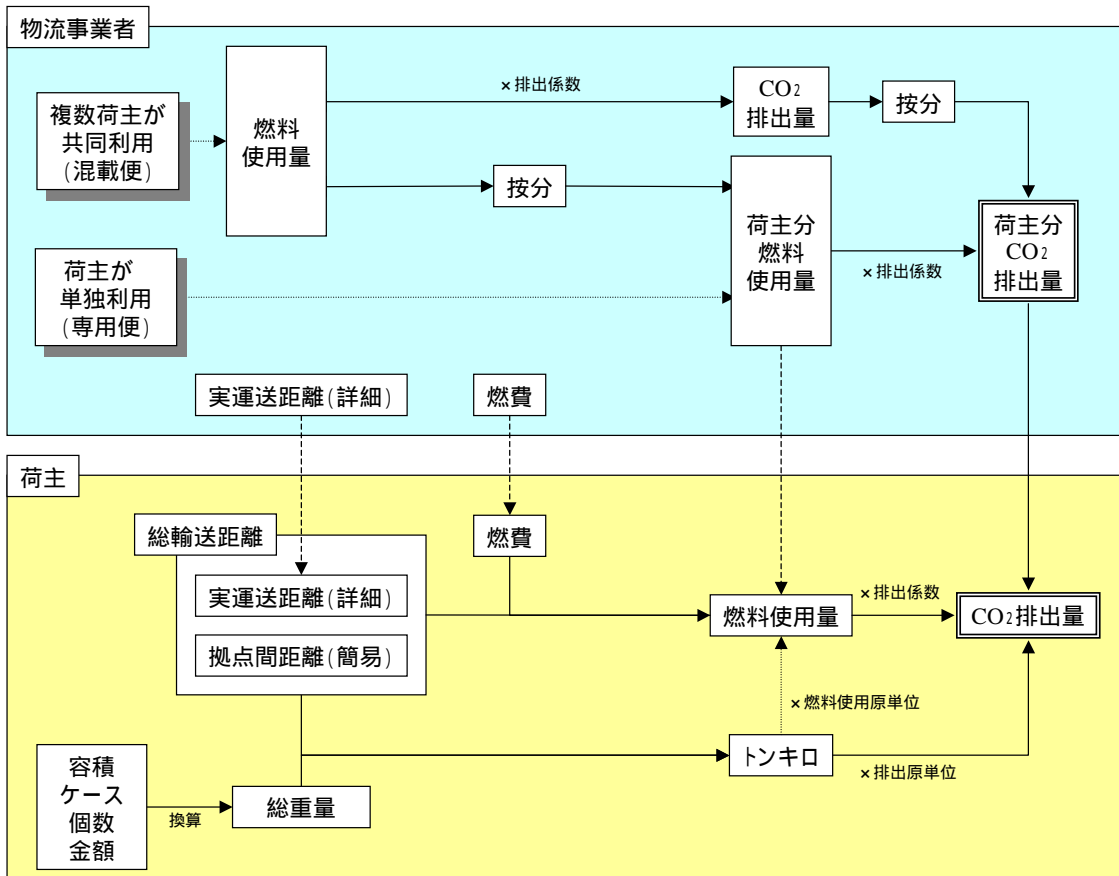 物流事業者
複数荷主が
共同利用
(混載便)
燃料
使用量
×排出係数
CO2
排出量
按分
按分
荷主分
燃料
使用量
×排出係数
荷主分
CO2
排出量
荷主が
単独利用
(専用便)
実運送距離(詳細)
燃費
荷主
総輸送距離
実運送距離(詳細)
拠点間距離(簡易)
燃費
燃料使用量
×排出係数
CO2排出量
×燃料使用原単位
トンキロ
×排出原単位
容積
ケース
個数
金額
換算
総重量